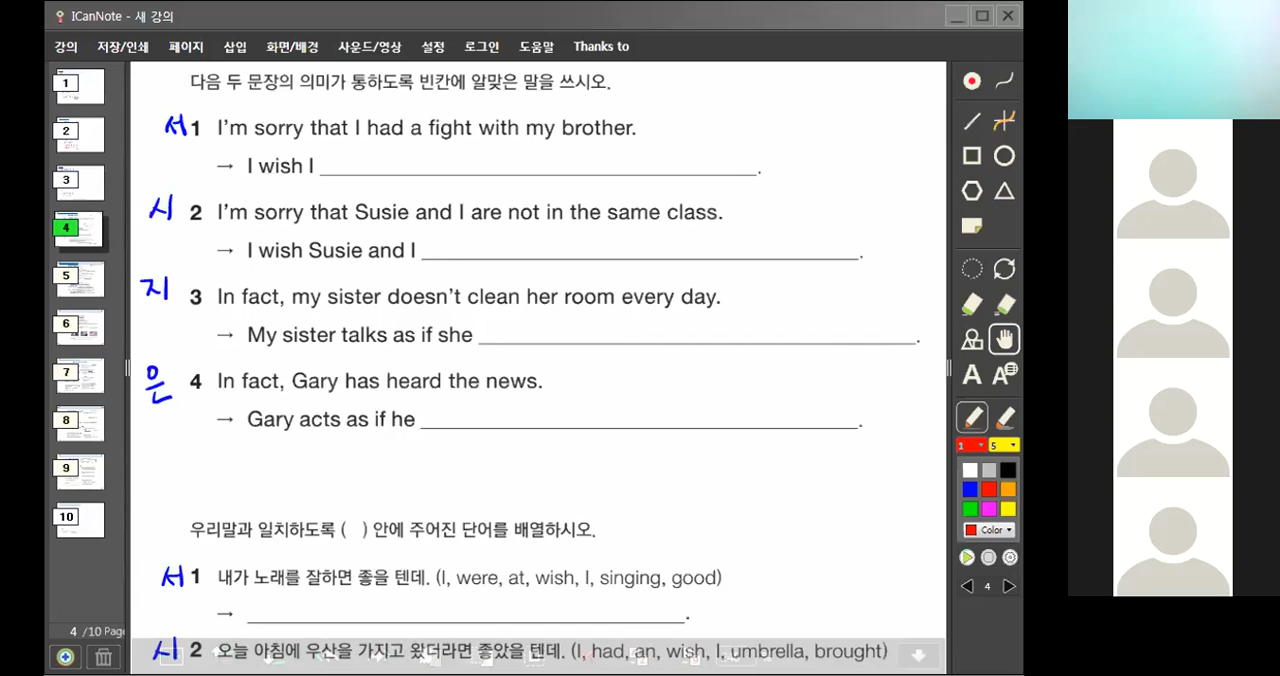 ICanNote - 새 강의
강의 저장/인쇄 페이지 삽입 화면/배경 사운드/영상 설정 로그인 도움말 Thanks to
1
2
3
4
5
6
7
8
9
10
4 /10 Page
다음 두 문장의 의미가 통하도록 빈칸에 알맞은 말을 쓰시오.
서 1 I'm sorry that I had a fight with my brother.
→ I wish I ____.
시 2 I'm sorry that Susie and I are not in the same class.
→ I wish Susie and I ____.
지 3 In fact, my sister doesn't clean her room every day.
→ My sister talks as if she ____.
은 4 In fact, Gary has heard the news.
→ Gary acts as if he ____.
우리말과 일치하도록 ( ) 안에 주어진 단어를 배열하시오.
서 1 내가 노래를 잘하면 좋을 텐데. (I, were, at, wish, I, singing, good)
→ ____.
시 2 오늘 아침에 우산을 가지고 왔더라면 좋았을 텐데. (I, had, an, wish, I, umbrella, brought)
A A
1 5
Color
4